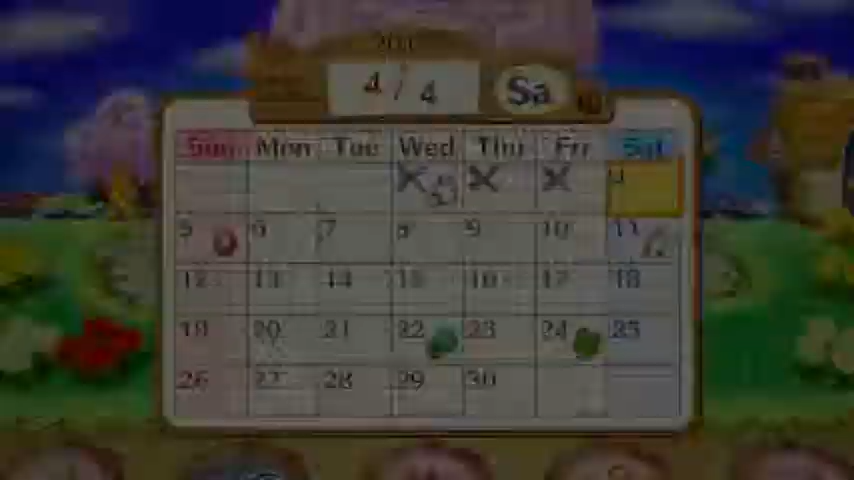 4 / 4 Sa
Sun Mon Tue Wed Thu Fri Sat
4
5 6 7 8 9 10 11
12 13 14 15 16 17 18
19 20 21 22 23 24 25
26 27 28 29 30